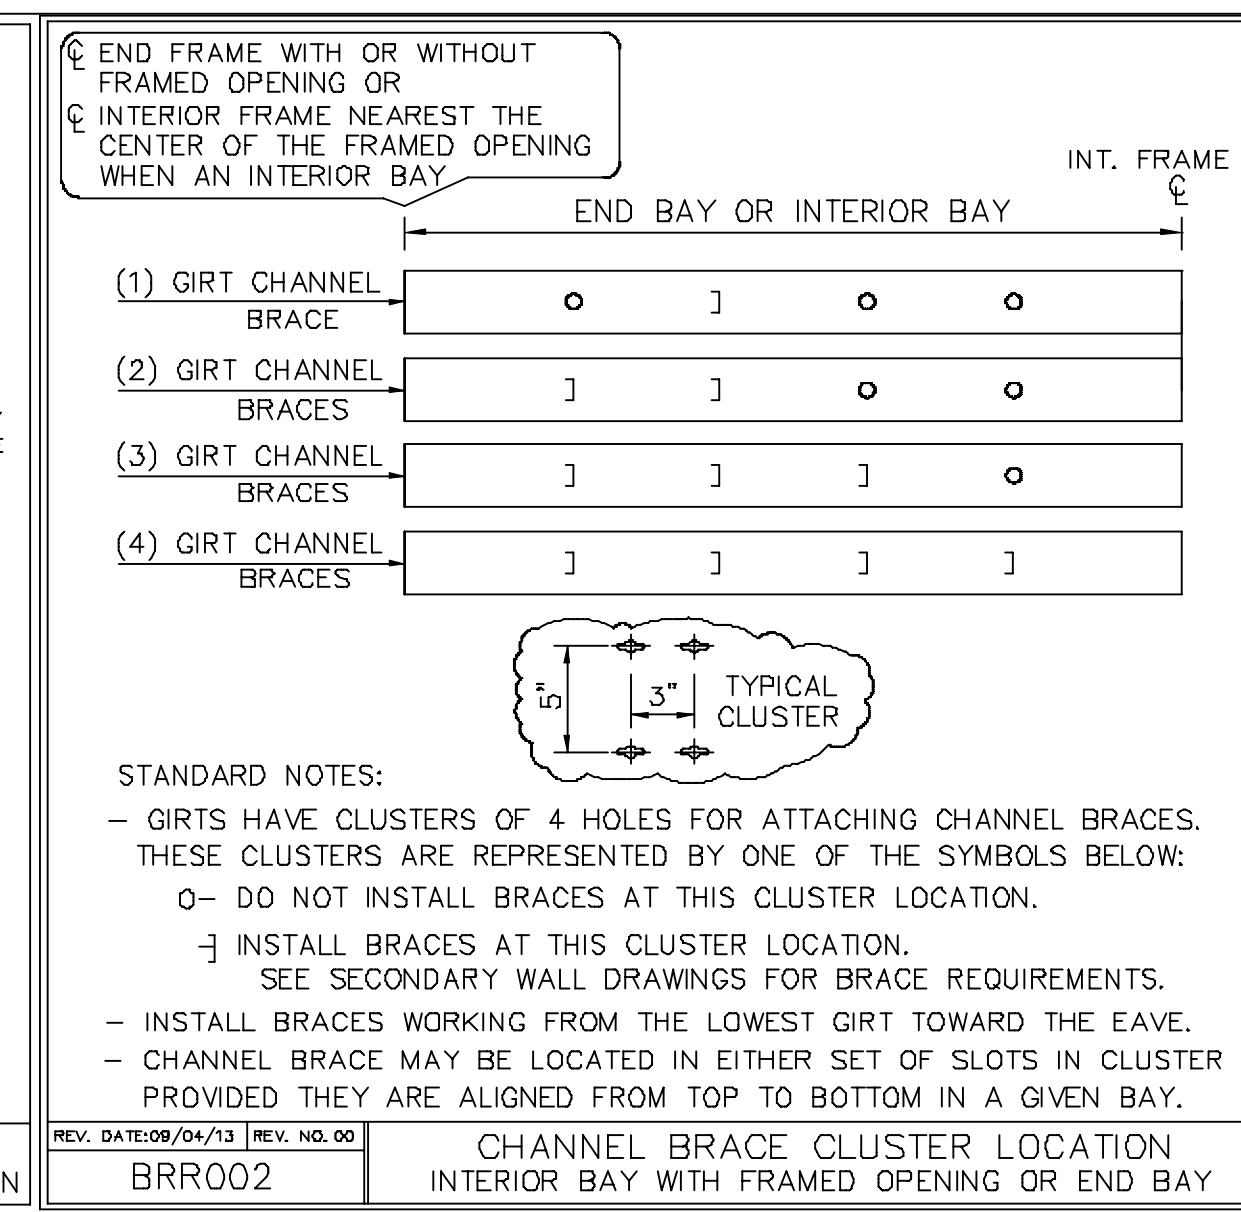 ℄ END FRAME WITH OR WITHOUT
FRAMED OPENING OR
℄ INTERIOR FRAME NEAREST THE
CENTER OF THE FRAMED OPENING
WHEN AN INTERIOR BAY
INT. FRAME
℄
END BAY OR INTERIOR BAY
(1) GIRT CHANNEL
BRACE
(2) GIRT CHANNEL
BRACES
(3) GIRT CHANNEL
BRACES
(4) GIRT CHANNEL
BRACES
5"
3"
TYPICAL
CLUSTER
STANDARD NOTES:
– GIRTS HAVE CLUSTERS OF 4 HOLES FOR ATTACHING CHANNEL BRACES.
THESE CLUSTERS ARE REPRESENTED BY ONE OF THE SYMBOLS BELOW:
O– DO NOT INSTALL BRACES AT THIS CLUSTER LOCATION.
INSTALL BRACES AT THIS CLUSTER LOCATION.
SEE SECONDARY WALL DRAWINGS FOR BRACE REQUIREMENTS.
– INSTALL BRACES WORKING FROM THE LOWEST GIRT TOWARD THE EAVE.
– CHANNEL BRACE MAY BE LOCATED IN EITHER SET OF SLOTS IN CLUSTER
PROVIDED THEY ARE ALIGNED FROM TOP TO BOTTOM IN A GIVEN BAY.
REV. DATE:09/04/13 REV. NO. 00
BRR002
CHANNEL BRACE CLUSTER LOCATION
INTERIOR BAY WITH FRAMED OPENING OR END BAY
N